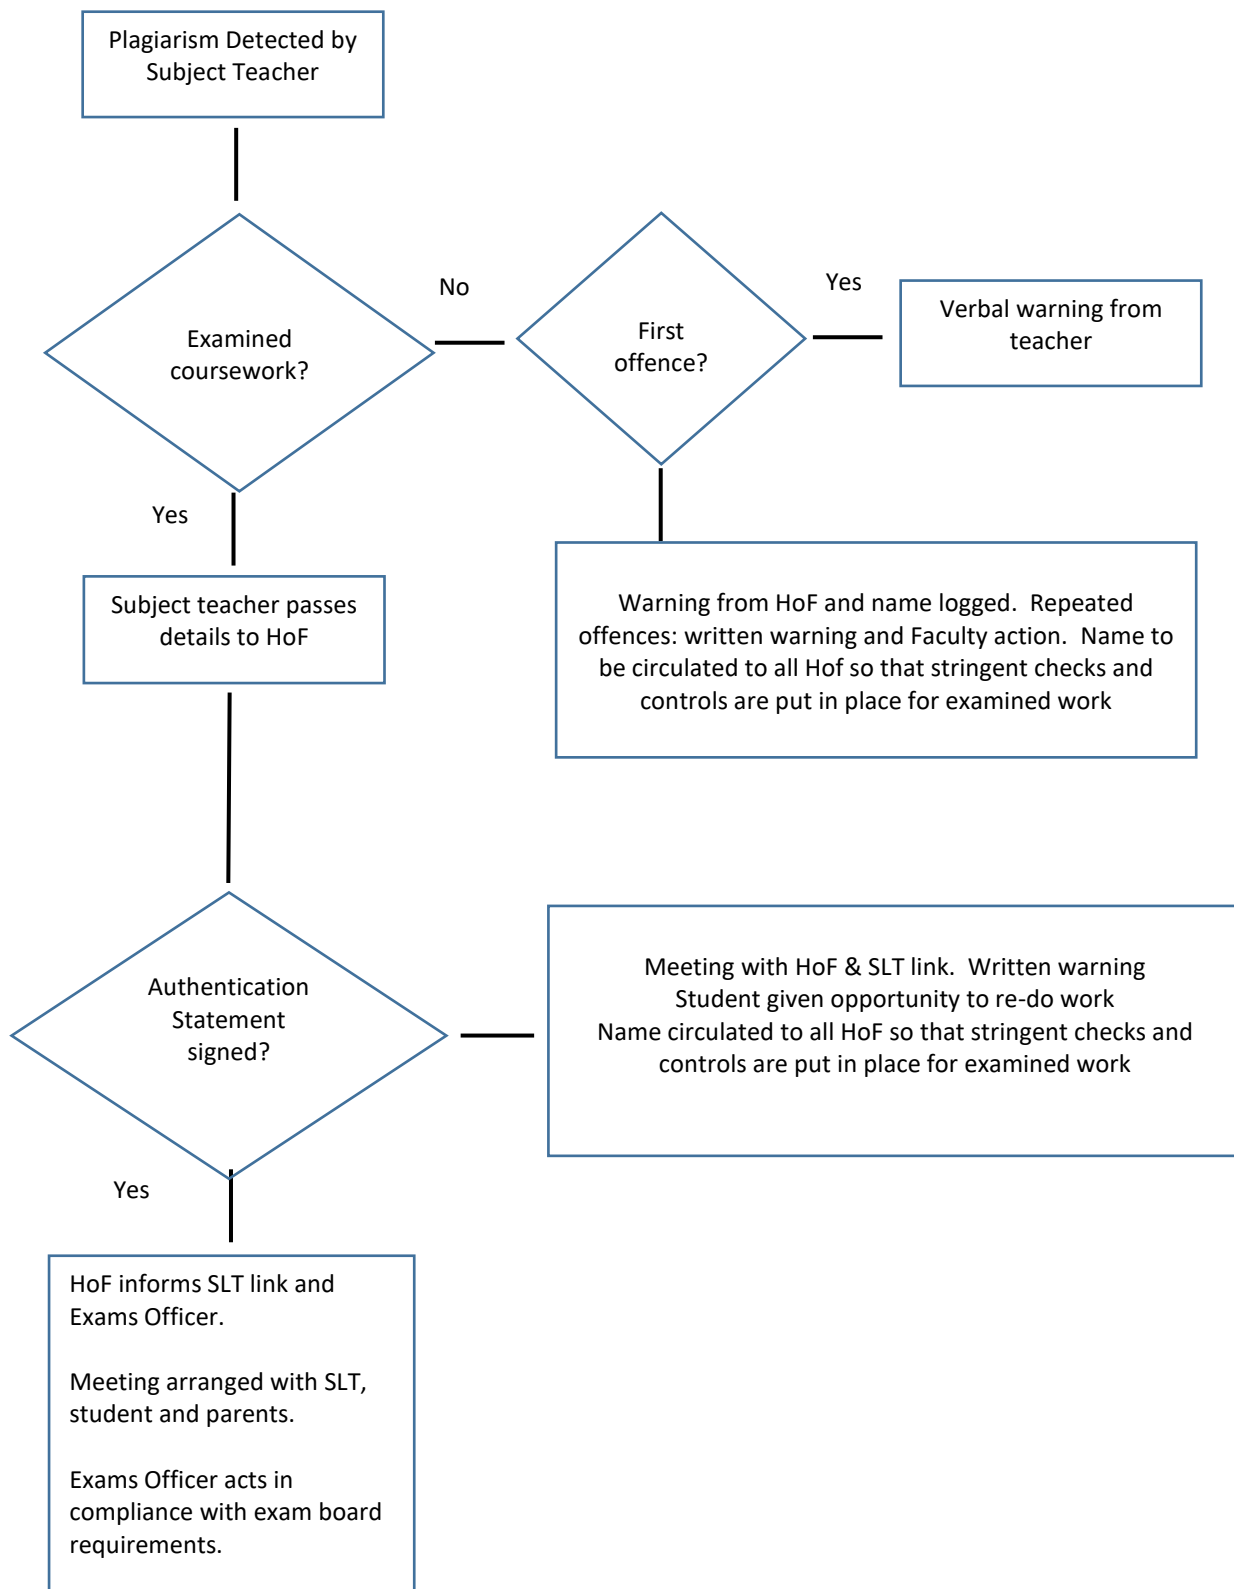 Plagiarism Detected by
Subject Teacher
No
Yes
Examined
coursework?
First
offence?
Verbal warning from
teacher
Yes
Subject teacher passes
details to HoF
Warning from HoF and name logged.  Repeated
offences: written warning and Faculty action.  Name to
be circulated to all Hof so that stringent checks and
controls are put in place for examined work
Authentication
Statement
signed?
Meeting with HoF & SLT link.  Written warning
Student given opportunity to re-do work
Name circulated to all HoF so that stringent checks and
controls are put in place for examined work
Yes
HoF informs SLT link and
Exams Officer.
Meeting arranged with SLT,
student and parents.
Exams Officer acts in
compliance with exam board
requirements.